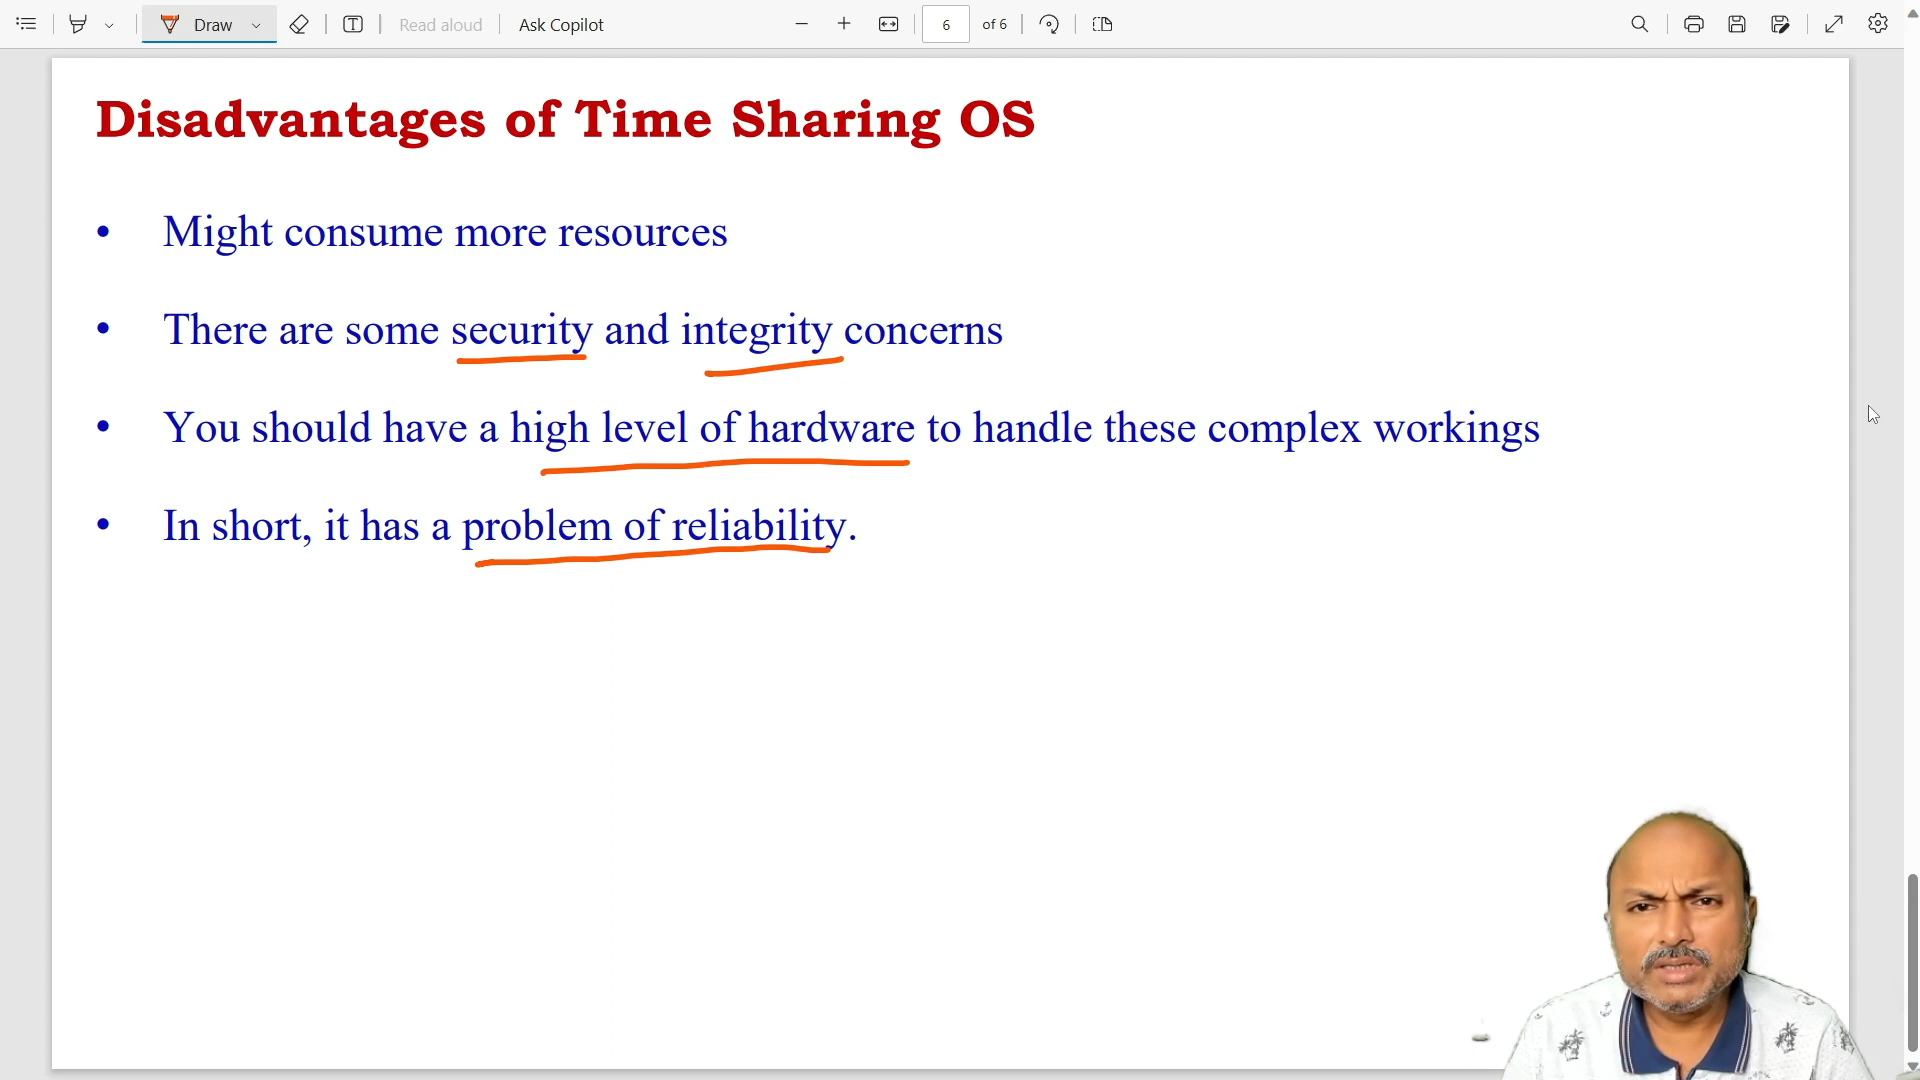 Draw
Read aloud
Ask Copilot
6
of 6
Disadvantages of Time Sharing OS
• Might consume more resources
• There are some security and integrity concerns
• You should have a high level of hardware to handle these complex workings
• In short, it has a problem of reliability.